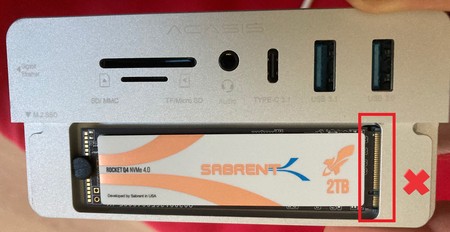 ACASIS
SD/ MMC
TF/Micro SD
Audio
TYPE-C 3.1
USB 3.1
USB 3.1
M.2 SSD
ROCKET Q4 NVMe 4.0
SABRENT
2TB
Developed by Sabrent in USA